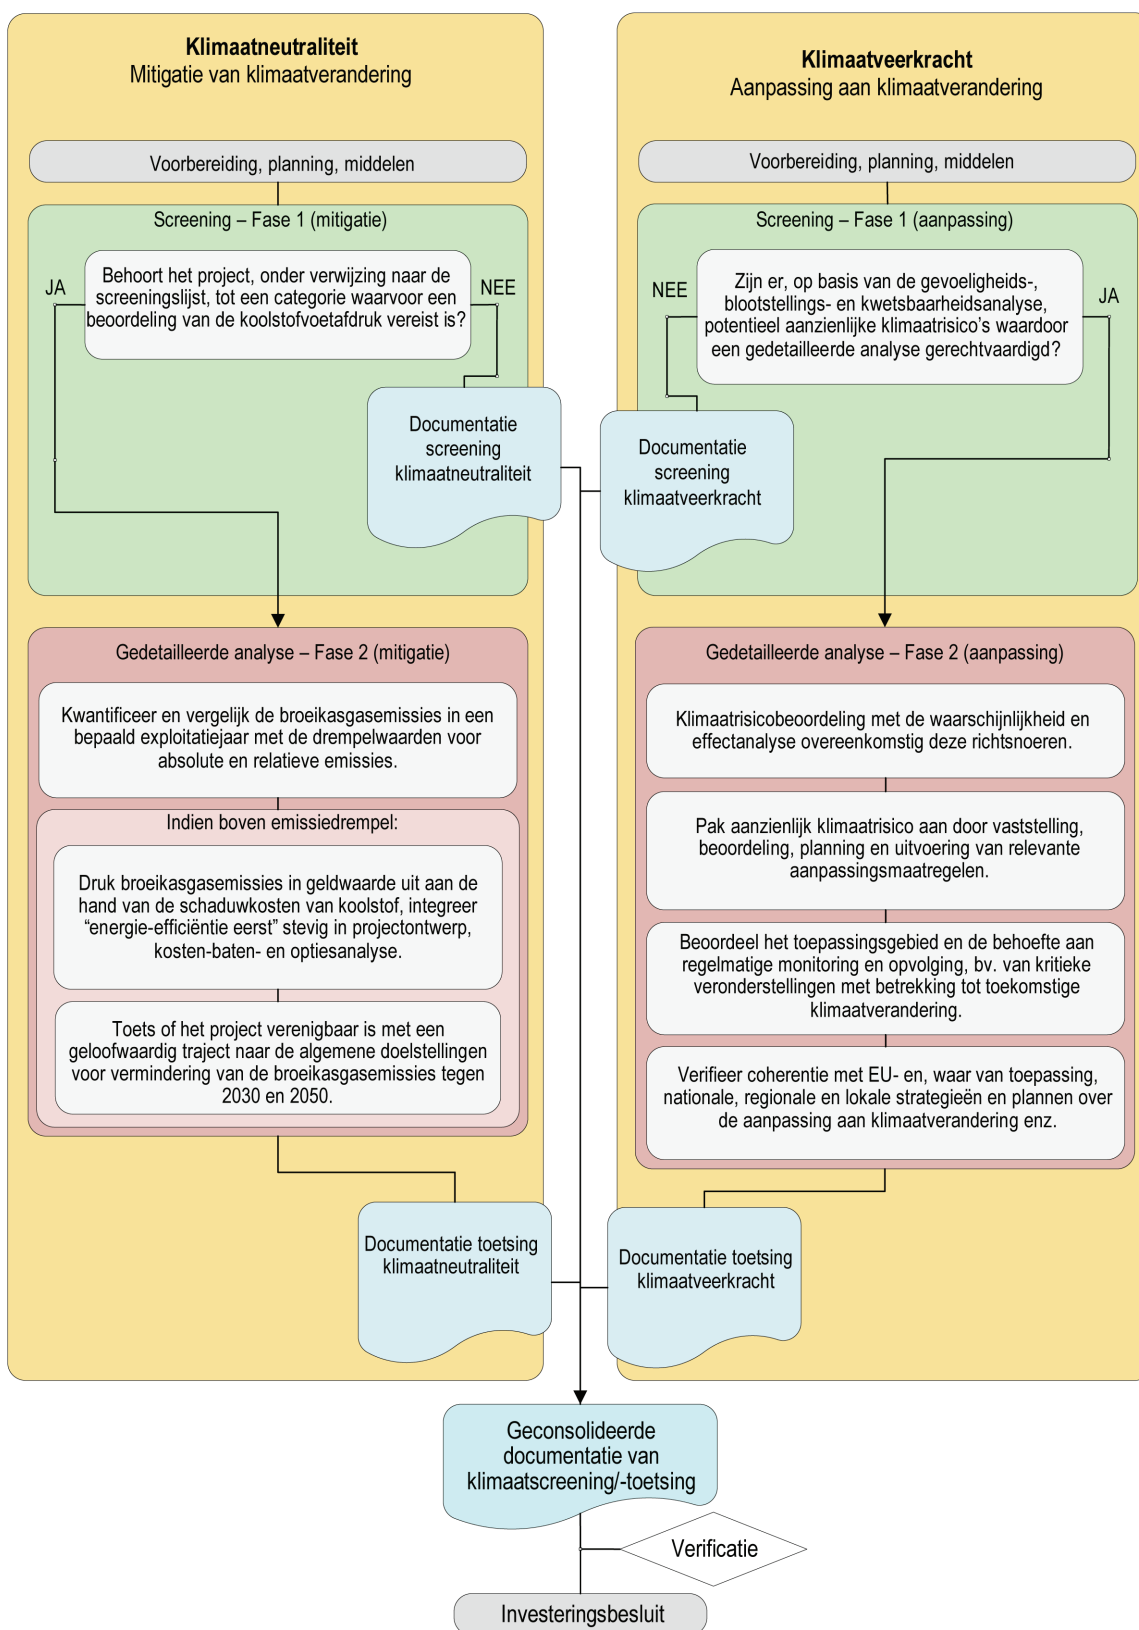 Klimaatneutraliteit
Mitigatie van klimaatverandering
Voorbereiding, planning, middelen
Screening – Fase 1 (mitigatie)
Behoort het project, onder verwijzing naar de
screeningslijst, tot een categorie waarvoor een
beoordeling van de koolstofvoetafdruk vereist is?
JA
NEE
Documentatie
screening
klimaatneutraliteit
Gedetailleerde analyse – Fase 2 (mitigatie)
Kwantificeer en vergelijk de broeikasgasemissies in een
bepaald exploitatiejaar met de drempelwaarden voor
absolute en relatieve emissies.
Indien boven emissiedrempel:
Druk broeikasgasemissies in geldwaarde uit aan de
hand van de schaduwkosten van koolstof, integreer
“energie-efficiëntie eerst” stevig in projectontwerp,
kosten-baten- en optiesanalyse.
Toets of het project verenigbaar is met een
geloofwaardig traject naar de algemene doelstellingen
voor vermindering van de broeikasgasemissies tegen
2030 en 2050.
Documentatie toetsing
klimaatneutraliteit
Klimaatveerkracht
Aanpassing aan klimaatverandering
Voorbereiding, planning, middelen
Screening – Fase 1 (aanpassing)
Zijn er, op basis van de gevoeligheids-,
blootstellings- en kwetsbaarheidsanalyse,
potentieel aanzienlijke klimaatrisico’s waardoor
een gedetailleerde analyse gerechtvaardigd?
NEE
JA
Documentatie
screening
klimaatveerkracht
Gedetailleerde analyse – Fase 2 (aanpassing)
Klimaatrisicobeoordeling met de waarschijnlijkheid en
effectanalyse overeenkomstig deze richtsnoeren.
Pak aanzienlijk klimaatrisico aan door vaststelling,
beoordeling, planning en uitvoering van relevante
aanpassingsmaatregelen.
Beoordeel het toepassingsgebied en de behoefte aan
regelmatige monitoring en opvolging, bv. van kritieke
veronderstellingen met betrekking tot toekomstige
klimaatverandering.
Verifieer coherentie met EU- en, waar van toepassing,
nationale, regionale en lokale strategieën en plannen over
de aanpassing aan klimaatverandering enz.
Documentatie toetsing
klimaatveerkracht
Geconsolideerde
documentatie van
klimaatscreening/-toetsing
Verificatie
Investeringsbesluit